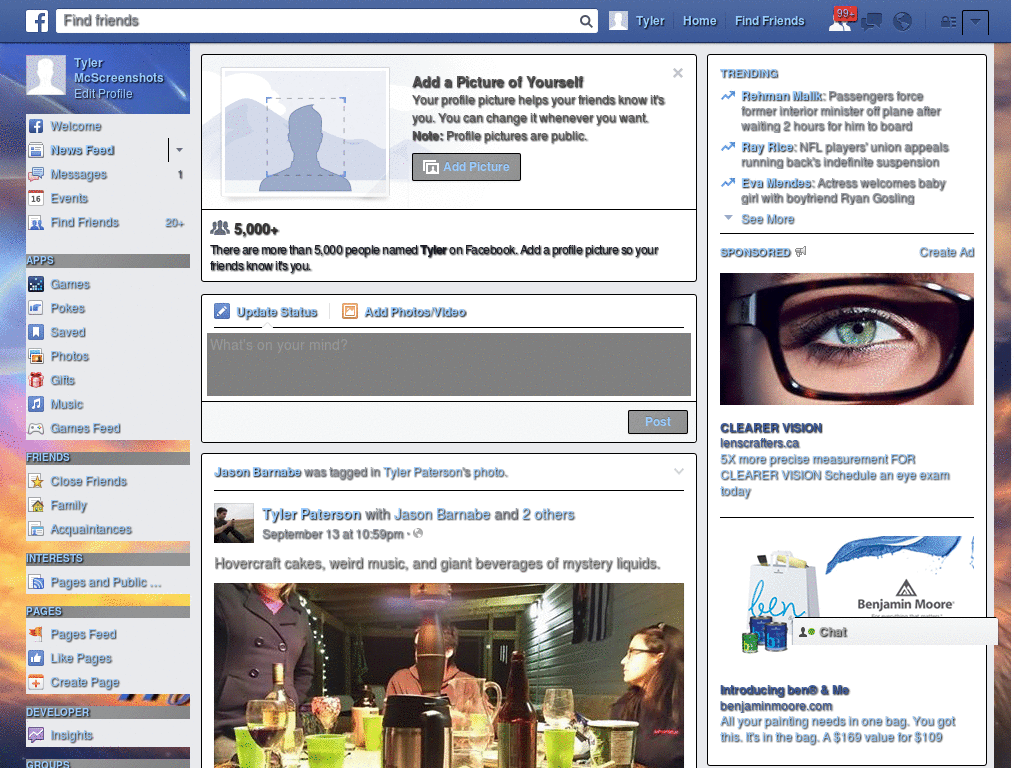 Find friends
Tyler
Home
Find Friends
99+
Tyler
McScreenshots
Edit Profile
Welcome
News Feed
Messages 1
16 Events
Find Friends 20+
APPS
Games
Pokes
Saved
Photos
Gifts
Music
Games Feed
FRIENDS
Close Friends
Family
Acquaintances
INTERESTS
Pages and Public ...
PAGES
Pages Feed
Like Pages
Create Page
DEVELOPER
Insights
GROUPS
Add a Picture of Yourself
Your profile picture helps your friends know it's
you. You can change it whenever you want.
Note: Profile pictures are public.
Add Picture
5,000+
There are more than 5,000 people named Tyler on Facebook. Add a profile picture so your
friends know it's you.
Update Status
Add Photos/Video
What's on your mind?
Post
Jason Barnabe was tagged in Tyler Paterson's photo.
Tyler Paterson with Jason Barnabe and 2 others
September 13 at 10:59pm ·
Hovercraft cakes, weird music, and giant beverages of mystery liquids.
TRENDING
Rehman Malik: Passengers force
former interior minister off plane after
waiting 2 hours for him to board
Ray Rice: NFL players' union appeals
running back's indefinite suspension
Eva Mendes: Actress welcomes baby
girl with boyfriend Ryan Gosling
See More
SPONSORED
Create Ad
CLEARER VISION
lenscrafters.ca
5X more precise measurement FOR
CLEARER VISION Schedule an eye exam
today
ben
Benjamin Moore®
Chat
Introducing ben® & Me
benjaminmoore.com
All your painting needs in one bag. You got
this. It's in the bag. A $169 value for $109